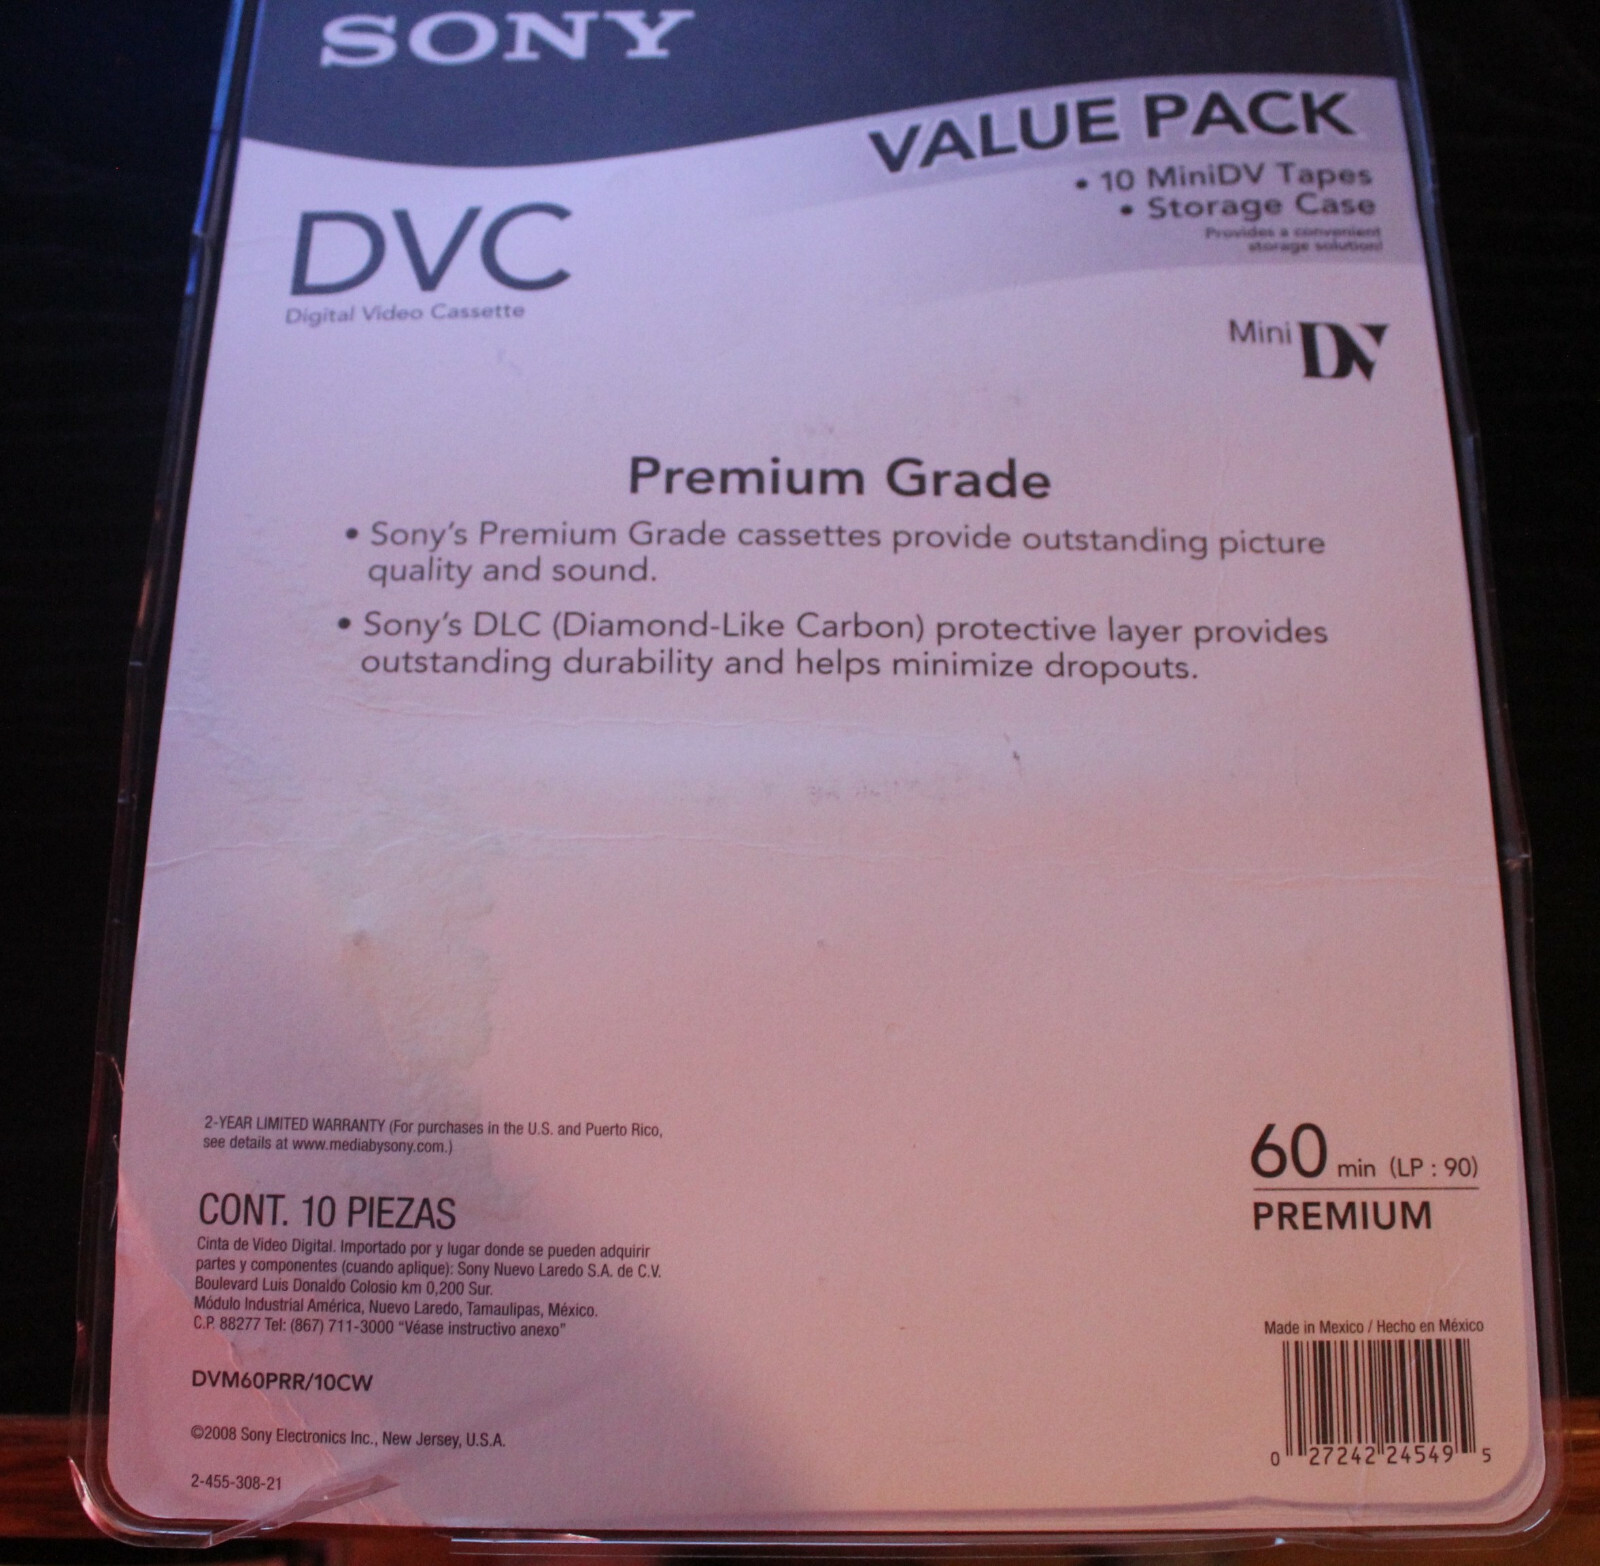 SONY
VALUE PACK
• 10 MiniDV Tapes
• Storage Case
Provides a convenient
storage solution!
DVC
Digital Video Cassette
Mini DV
Premium Grade
• Sony's Premium Grade cassettes provide outstanding picture
quality and sound.
• Sony's DLC (Diamond-Like Carbon) protective layer provides
outstanding durability and helps minimize dropouts.
2-YEAR LIMITED WARRANTY (For purchases in the U.S. and Puerto Rico,
see details at www.mediabysony.com.)
CONT. 10 PIEZAS
Cinta de Video Digital. Importado por y lugar donde se pueden adquirir
partes y componentes (cuando aplique): Sony Nuevo Laredo S.A. de C.V.
Boulevard Luis Donaldo Colosio km 0,200 Sur.
Módulo Industrial América, Nuevo Laredo, Tamaulipas, México.
C.P. 88277 Tel: (867) 711-3000 "Véase instructivo anexo"
DVM60PRR/10CW
©2008 Sony Electronics Inc., New Jersey, U.S.A.
2-455-308-21
60 min (LP : 90)
PREMIUM
Made in Mexico / Hecho en México
0 27242 24549 5